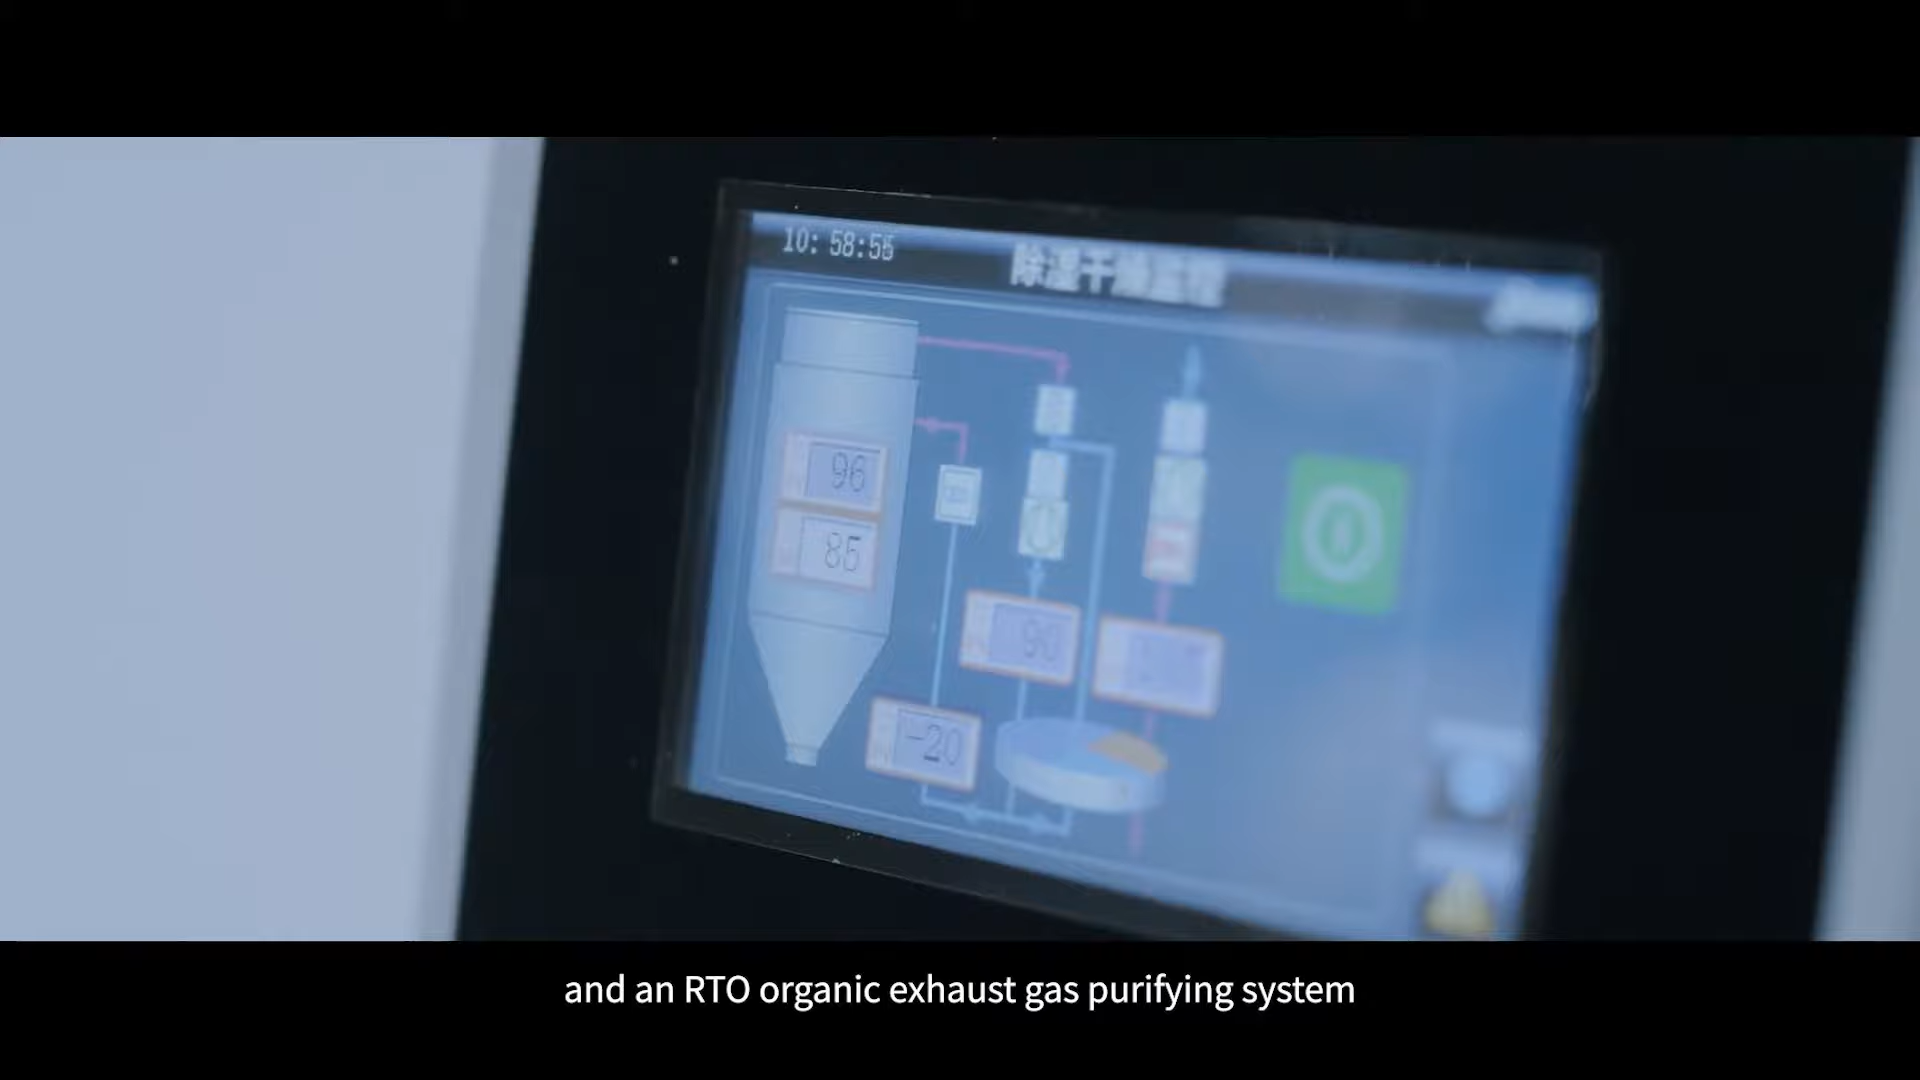 10: 58:55
除湿干燥监控
96
85
90
-20
and an RTO organic exhaust gas purifying system